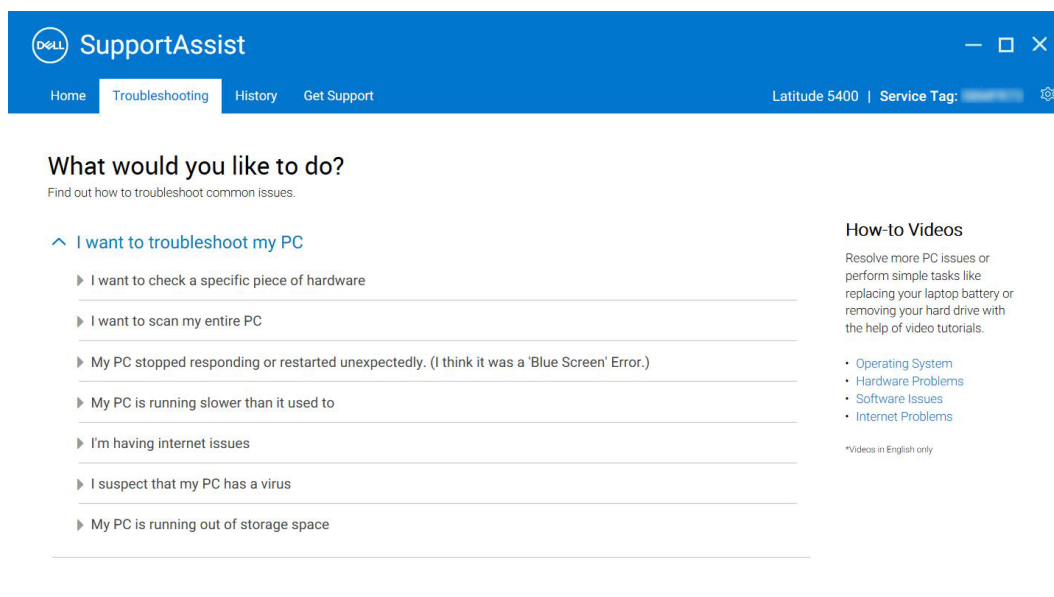 DELL SupportAssist
Home Troubleshooting History Get Support Latitude 5400 | Service Tag:
What would you like to do?
Find out how to troubleshoot common issues.
I want to troubleshoot my PC
I want to check a specific piece of hardware
I want to scan my entire PC
My PC stopped responding or restarted unexpectedly. (I think it was a 'Blue Screen' Error.)
My PC is running slower than it used to
I'm having internet issues
I suspect that my PC has a virus
My PC is running out of storage space
How-to Videos
Resolve more PC issues or
perform simple tasks like
replacing your laptop battery or
removing your hard drive with
the help of video tutorials.
• Operating System
• Hardware Problems
• Software Issues
• Internet Problems
*Videos in English only